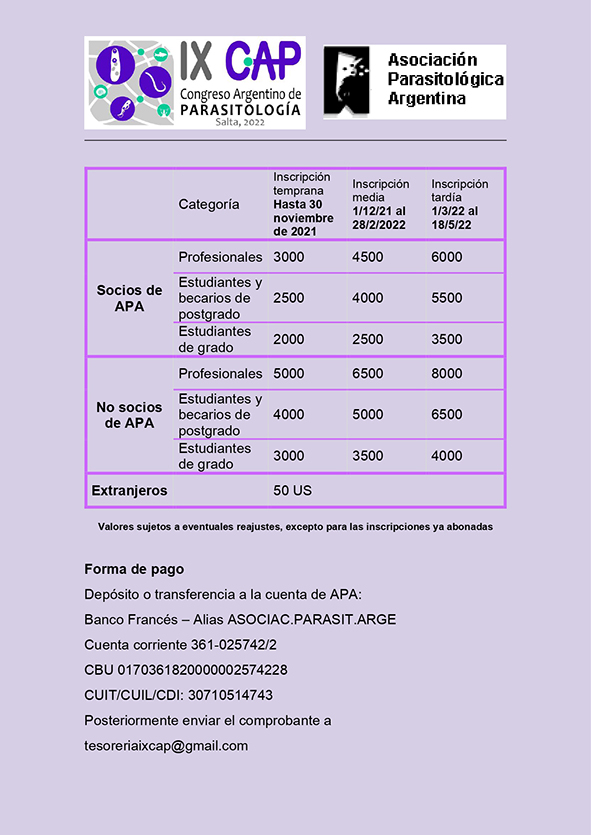 IX CAP
Congreso Argentino de
PARASITOLOGÍA
Salta, 2022
Asociación
Parasitológica
Argentina
Categoría
Inscripción
temprana
Hasta 30
noviembre
de 2021
Inscripción
media
1/12/21 al
28/2/2022
Inscripción
tardía
1/3/22 al
18/5/22
Socios de
APA
Profesionales 3000 4500 6000
Estudiantes y
becarios de
postgrado
2500 4000 5500
Estudiantes
de grado
2000 2500 3500
No socios
de APA
Profesionales 5000 6500 8000
Estudiantes y
becarios de
postgrado
4000 5000 6500
Estudiantes
de grado
3000 3500 4000
Extranjeros 50 US
Valores sujetos a eventuales reajustes, excepto para las inscripciones ya abonadas
Forma de pago
Depósito o transferencia a la cuenta de APA:
Banco Francés – Alias ASOCIAC.PARASIT.ARGE
Cuenta corriente 361-025742/2
CBU 0170361820000002574228
CUIT/CUIL/CDI: 30710514743
Posteriormente enviar el comprobante a
tesoreriaixcap@gmail.com